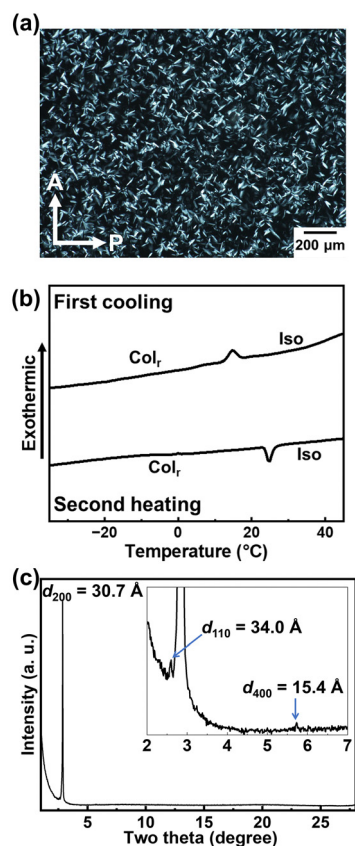 (a)
A
P
200 µm
(b)
First cooling
Colr
Iso
Exothermic
Colr
Iso
Second heating
−20 0 20 40
Temperature (°C)
(c)
d200 = 30.7 Å
d110 = 34.0 Å
d400 = 15.4 Å
2 3 4 5 6 7
Intensity (a. u.)
5 10 15 20 25
Two theta (degree)